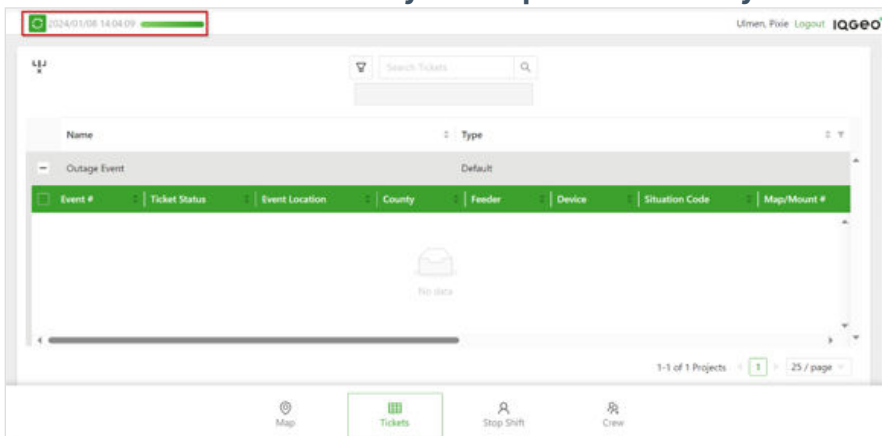 2024/01/08 14:04:09
Ulmen, Pixie Logout IQGeo
Search Tickets
Name Type
Outage Event Default
Event # Ticket Status Event Location County Feeder Device Situation Code Map/Mount #
No data
1-1 of 1 Projects < 1 > 25 / page
Map Tickets Stop Shift Crew